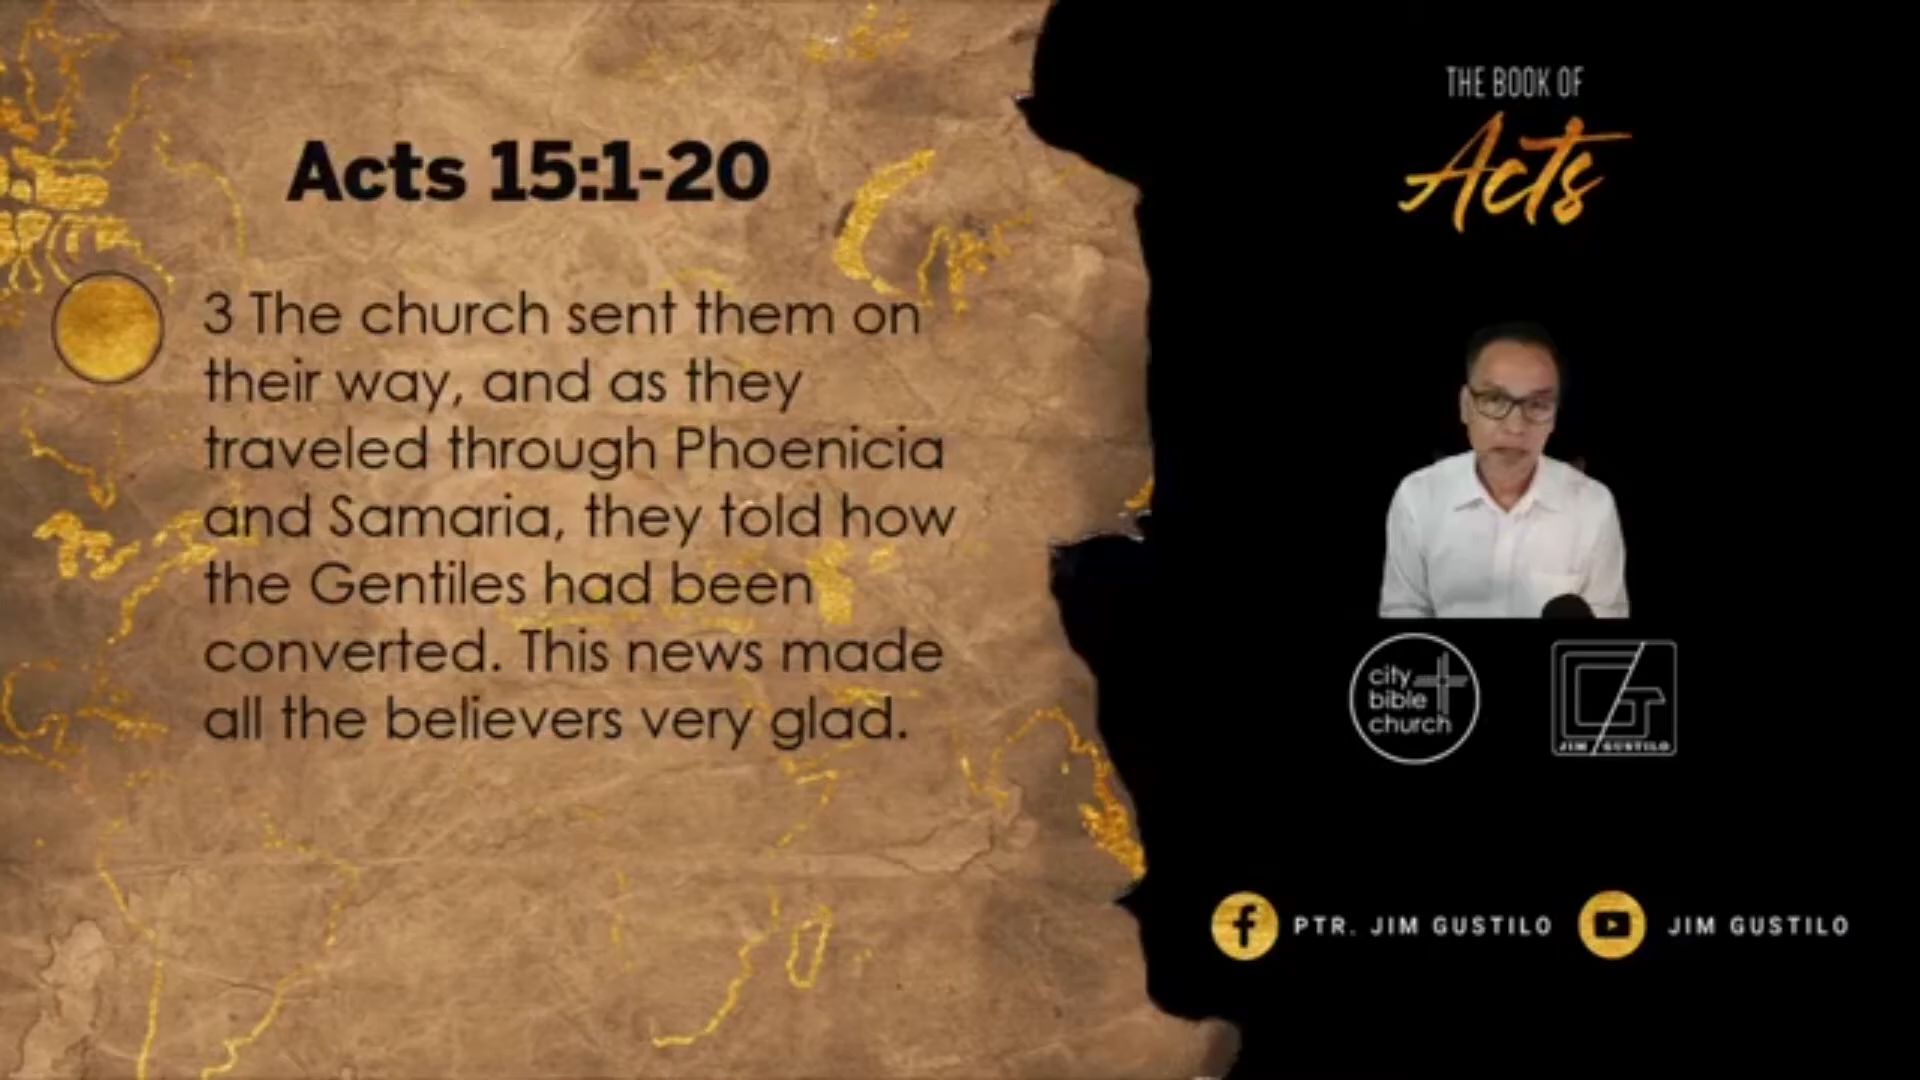 Acts 15:1-20
3 The church sent them on
their way, and as they
traveled through Phoenicia
and Samaria, they told how
the Gentiles had been
converted. This news made
all the believers very glad.
THE BOOK OF
Acts
city
bible
church
JIM GUSTILO
PTR. JIM GUSTILO
JIM GUSTILO